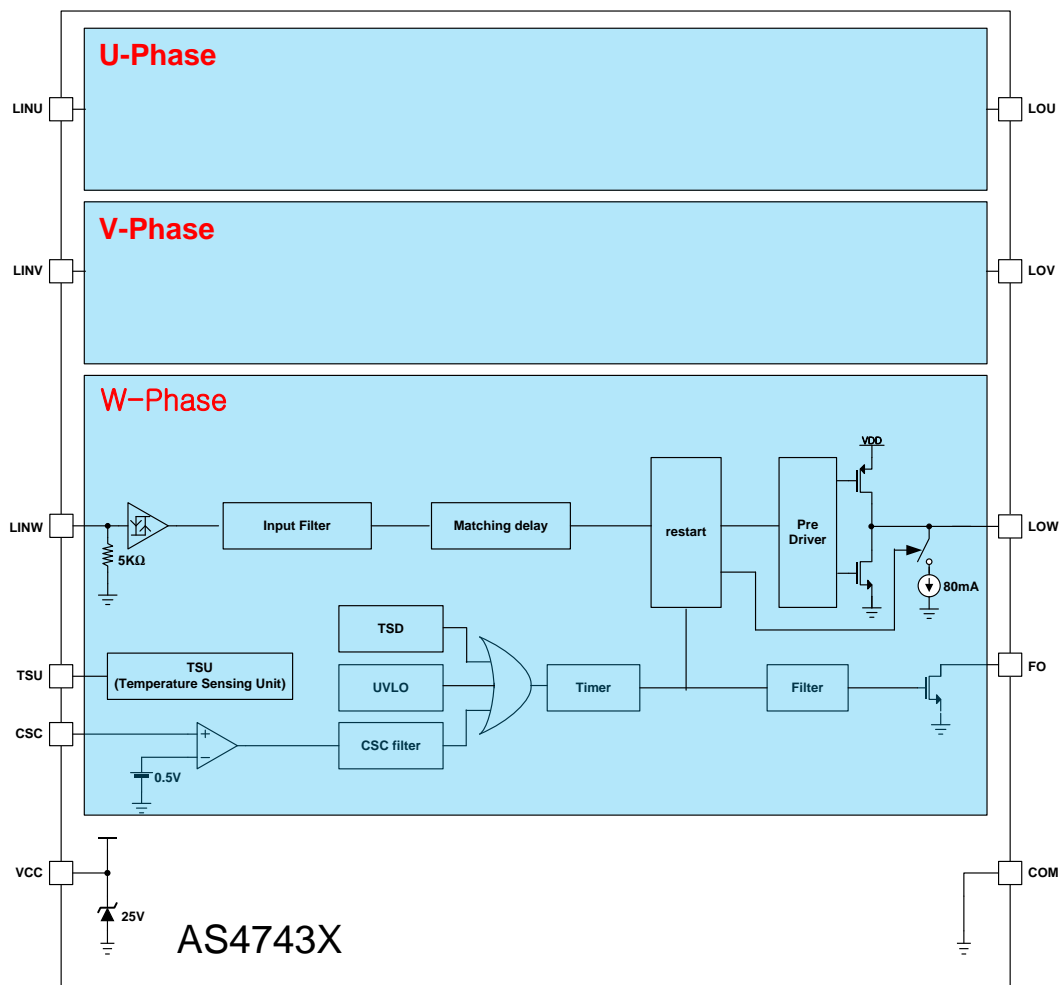 U-Phase
LINU
LOU
V-Phase
LINV
LOV
W-Phase
VDD
LINW
Input Filter
Matching delay
restart
Pre
Driver
LOW
5KΩ
80mA
TSD
TSU
TSU
(Temperature Sensing Unit)
UVLO
Timer
Filter
FO
CSC
+
−
CSC filter
0.5V
VCC
COM
25V
AS4743X